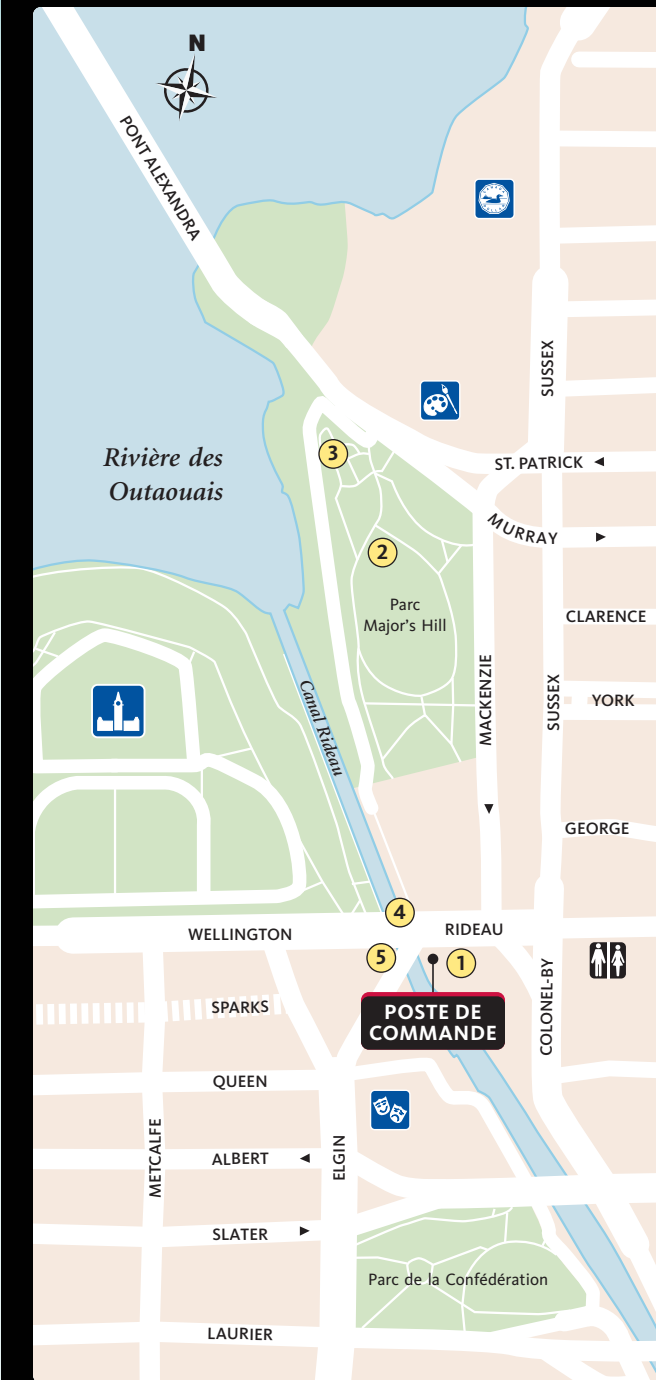 N
PONT ALEXANDRA
SUSSEX
Rivière des
Outaouais
3
ST. PATRICK
MURRAY
2
Parc
Major's Hill
CLARENCE
MACKENZIE
SUSSEX
YORK
Canal Rideau
GEORGE
4
WELLINGTON
RIDEAU
5
1
COLONEL-BY
POSTE DE
COMMANDE
SPARKS
QUEEN
METCALFE
ALBERT
ELGIN
SLATER
Parc de la Confédération
LAURIER